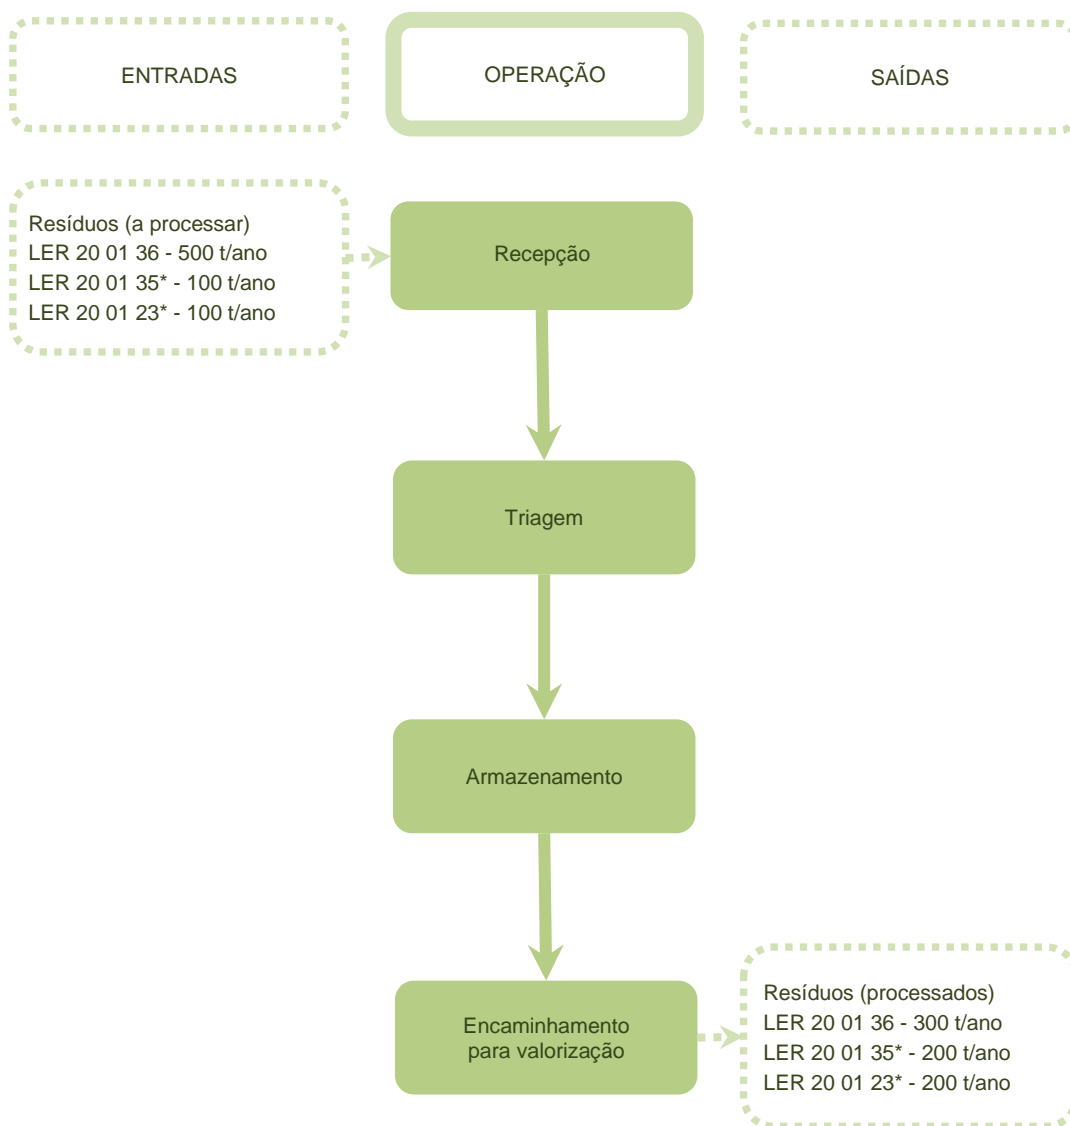 ENTRADAS
OPERAÇÃO
SAÍDAS
Resíduos (a processar)
LER 20 01 36 - 500 t/ano
LER 20 01 35* - 100 t/ano
LER 20 01 23* - 100 t/ano
Recepção
Triagem
Armazenamento
Encaminhamento
para valorização
Resíduos (processados)
LER 20 01 36 - 300 t/ano
LER 20 01 35* - 200 t/ano
LER 20 01 23* - 200 t/ano